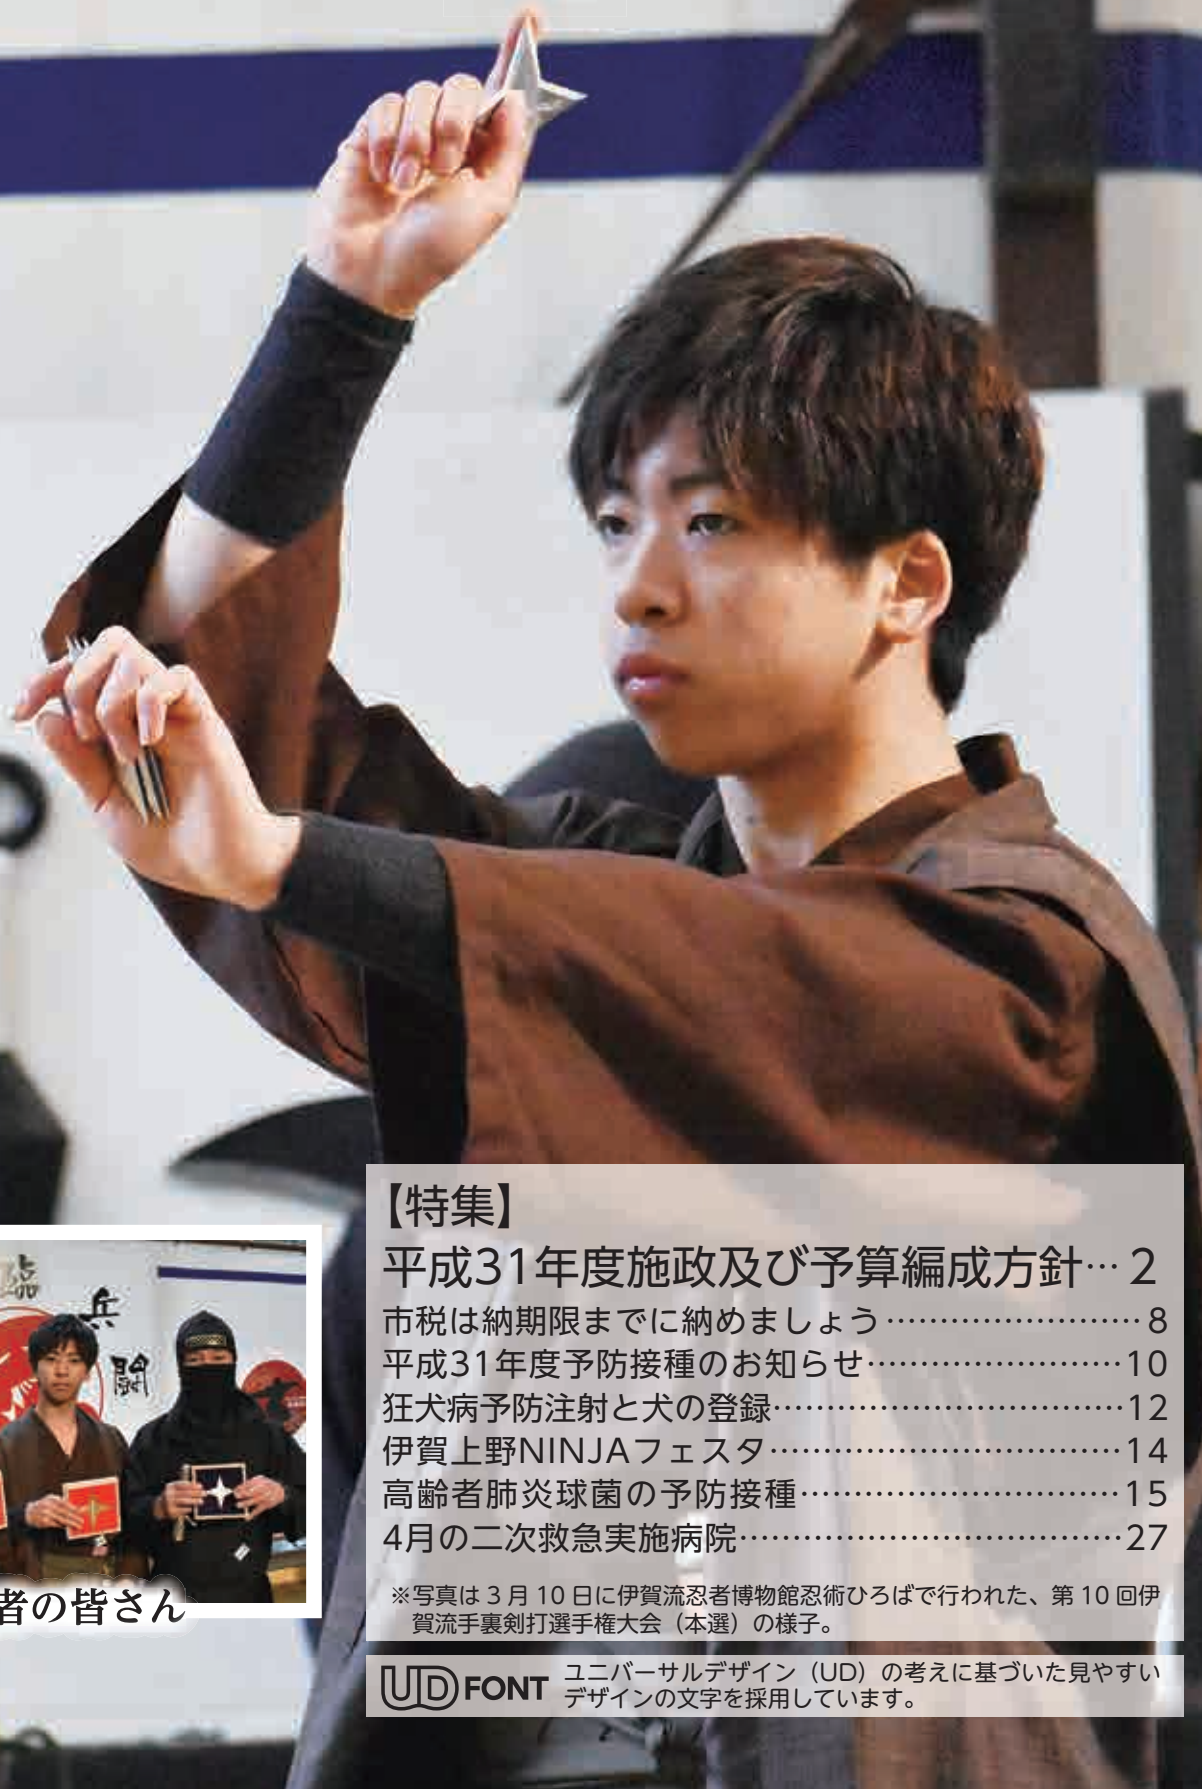 【特集】
平成31年度施政及び予算編成方針… 2
市税は納期限までに納めましょう …………………… 8
平成31年度予防接種のお知らせ…………………… 10
狂犬病予防注射と犬の登録…………………………… 12
伊賀上野NINJAフェスタ…………………………… 14
高齢者肺炎球菌の予防接種………………………… 15
4月の二次救急実施病院……………………………… 27
※写真は 3 月 10 日に伊賀流忍者博物館忍術ひろばで行われた、第 10 回伊
賀流手裏剣打選手権大会（本選）の様子。
臨
兵
闘
者の皆さん
UD FONT
ユニバーサルデザイン（UD）の考えに基づいた見やすい
デザインの文字を採用しています。